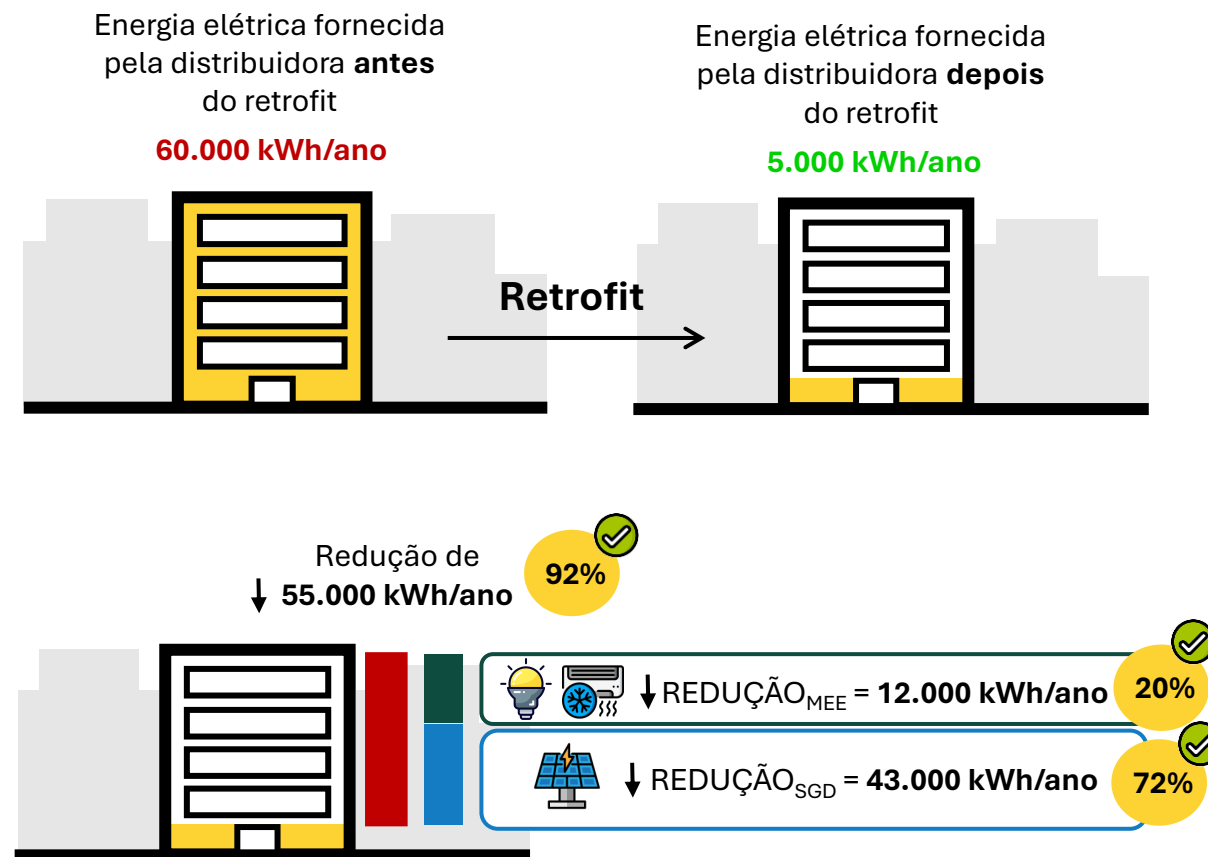 Energia elétrica fornecida
pela distribuidora antes
do retrofit
60.000 kWh/ano
Energia elétrica fornecida
pela distribuidora depois
do retrofit
5.000 kWh/ano
Retrofit
Redução de
↓ 55.000 kWh/ano
92%
↓ REDUÇÃO_MEE = 12.000 kWh/ano
20%
↓ REDUÇÃO_SGD = 43.000 kWh/ano
72%